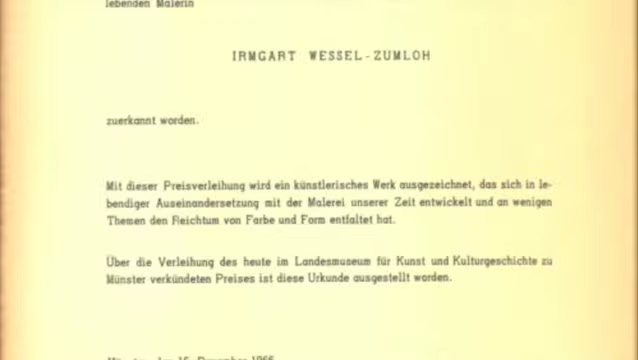 lebenden Malerin
IRMGART WESSEL-ZUMLOH
zuerkannt worden.
Mit dieser Preisverleihung wird ein künstlerisches Werk ausgezeichnet, das sich in le-
bendiger Auseinandersetzung mit der Malerei unserer Zeit entwickelt und an wenigen
Themen den Reichtum von Farbe und Form entfaltet hat.
Über die Verleihung des heute im Landesmuseum für Kunst und Kulturgeschichte zu
Münster verkündeten Preises ist diese Urkunde ausgestellt worden.